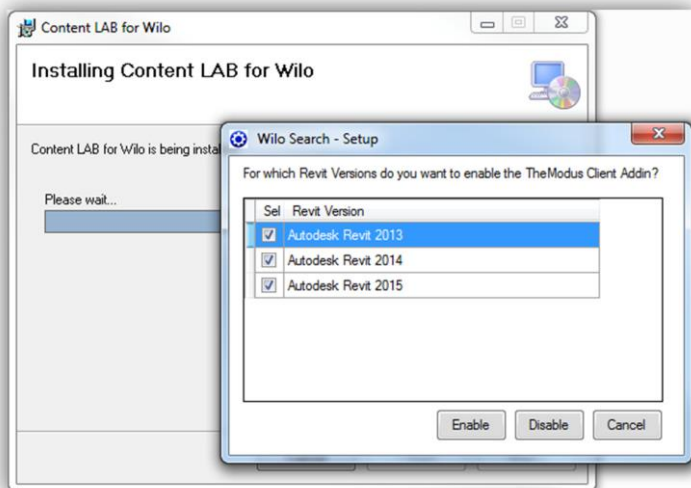 Content LAB for Wilo
Installing Content LAB for Wilo
Content LAB for Wilo is being instal
Please wait...
Wilo Search - Setup
For which Revit Versions do you want to enable the TheModus Client Addin?
Sel Revit Version
Autodesk Revit 2013
Autodesk Revit 2014
Autodesk Revit 2015
Enable Disable Cancel